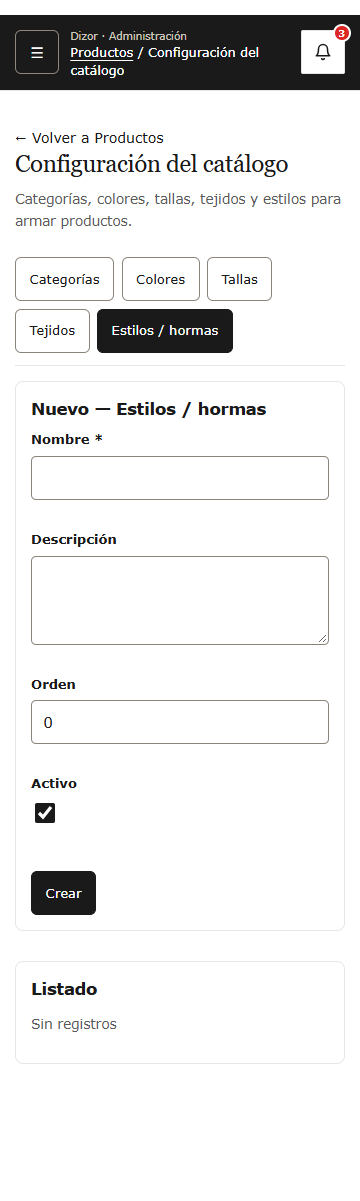 ☰
Dizor · Administración
Productos / Configuración del
catálogo
3
← Volver a Productos
Configuración del catálogo
Categorías, colores, tallas, tejidos y estilos para
armar productos.
Categorías
Colores
Tallas
Tejidos
Estilos / hormas
Nuevo — Estilos / hormas
Nombre *
Descripción
Orden
0
Activo
Crear
Listado
Sin registros